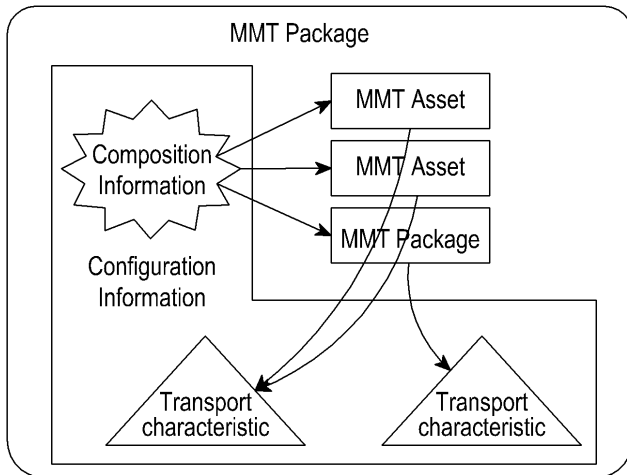 MMT Package
MMT Asset
Composition
Information
MMT Asset
MMT Package
Configuration
Information
Transport
characteristic
Transport
characteristic